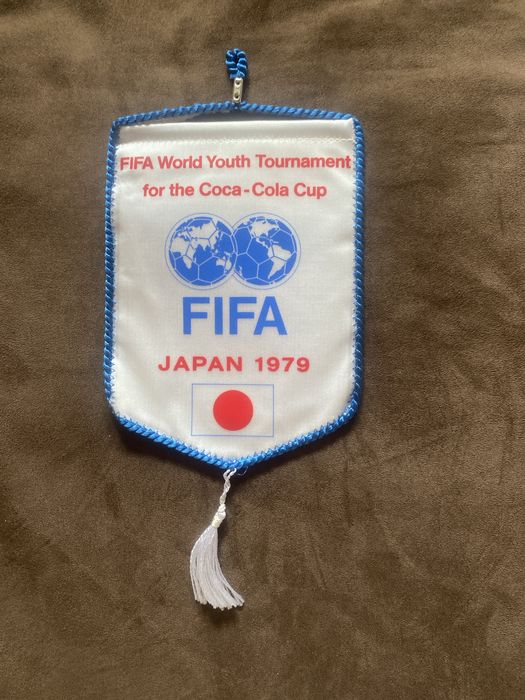 FIFA World Youth Tournament
for the Coca-Cola Cup
FIFA
JAPAN 1979